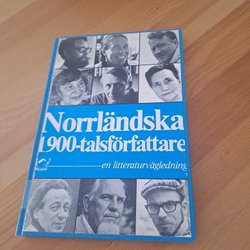 Norrländska
1900-talsförfattare
en litteraturvägledning